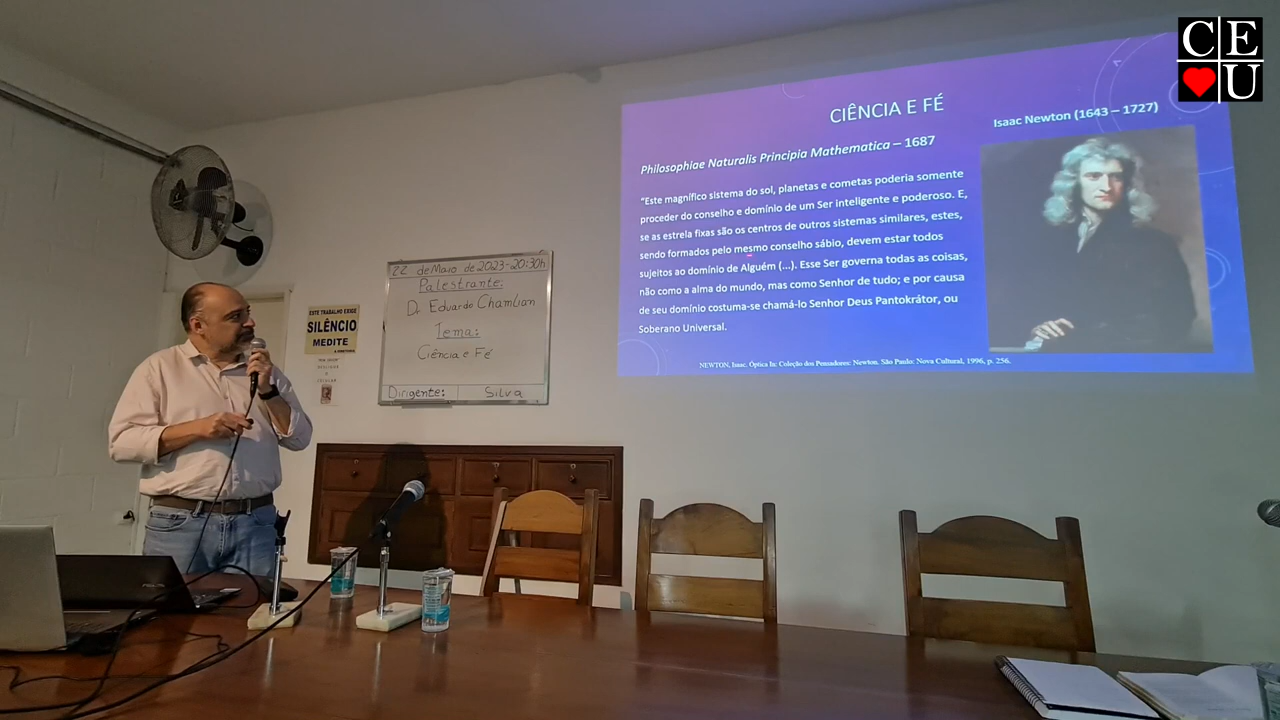 CE
U
CIÊNCIA E FÉ
Isaac Newton (1643 – 1727)
Philosophiae Naturalis Principia Mathematica – 1687
"Este magnífico sistema do sol, planetas e cometas poderia somente
proceder do conselho e domínio de um Ser inteligente e poderoso. E,
se as estrela fixas são os centros de outros sistemas similares, estes,
sendo formados pelo mesmo conselho sábio, devem estar todos
sujeitos ao domínio de Alguém (...). Esse Ser governa todas as coisas,
não como a alma do mundo, mas como Senhor de tudo; e por causa
de seu domínio costuma-se chamá-lo Senhor Deus Pantokrátor, ou
Soberano Universal.
NEWTON, Isaac. Óptica In: Coleção dos Pensadores: Newton. São Paulo: Nova Cultural, 1996, p. 256.
22 de Maio de 2023-20:30h
Palestrante:
Dr. Eduardo Chamlian
Tema:
Ciência e Fé
Dirigente: Silva
ESTE TRABALHO EXIGE
SILÊNCIO
MEDITE
A DIRETORIA
DESLIGUE
O
CELULAR